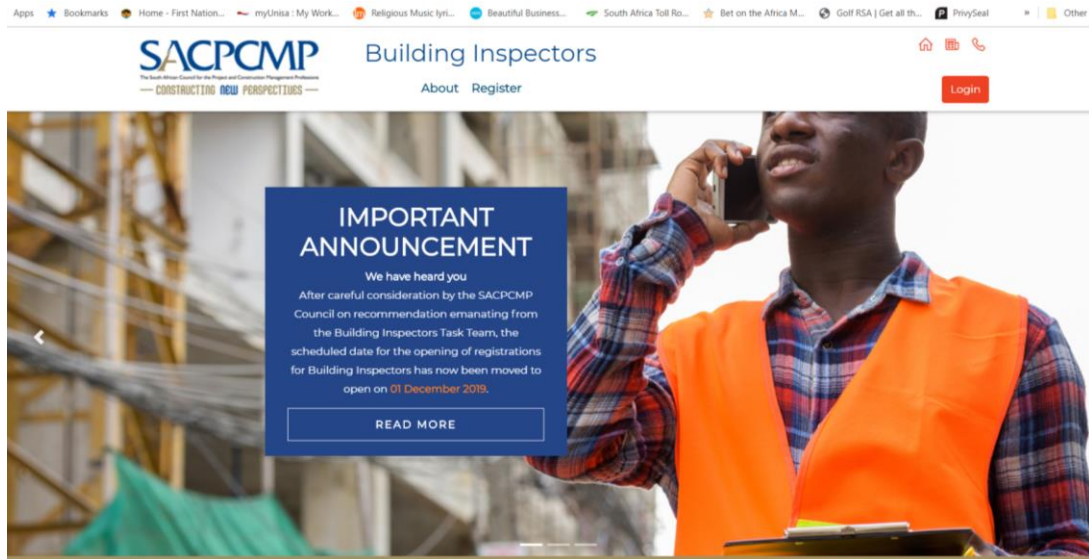 Apps Bookmarks Home - First Nation... myUnisa : My Work... Religious Music lyri... Beautiful Business... South Africa Toll Ro... Bet on the Africa M... Golf RSA | Get all th... PrivySeal » Other
SACPCMP
The South African Council for the Project and Construction Management Professions
CONSTRUCTING NEW PERSPECTIVES
Building Inspectors
About Register
Login
IMPORTANT
ANNOUNCEMENT
We have heard you
After careful consideration by the SACPCMP
Council on recommendation emanating from
the Building Inspectors Task Team, the
scheduled date for the opening of registrations
for Building Inspectors has now been moved to
open on 01 December 2019.
READ MORE